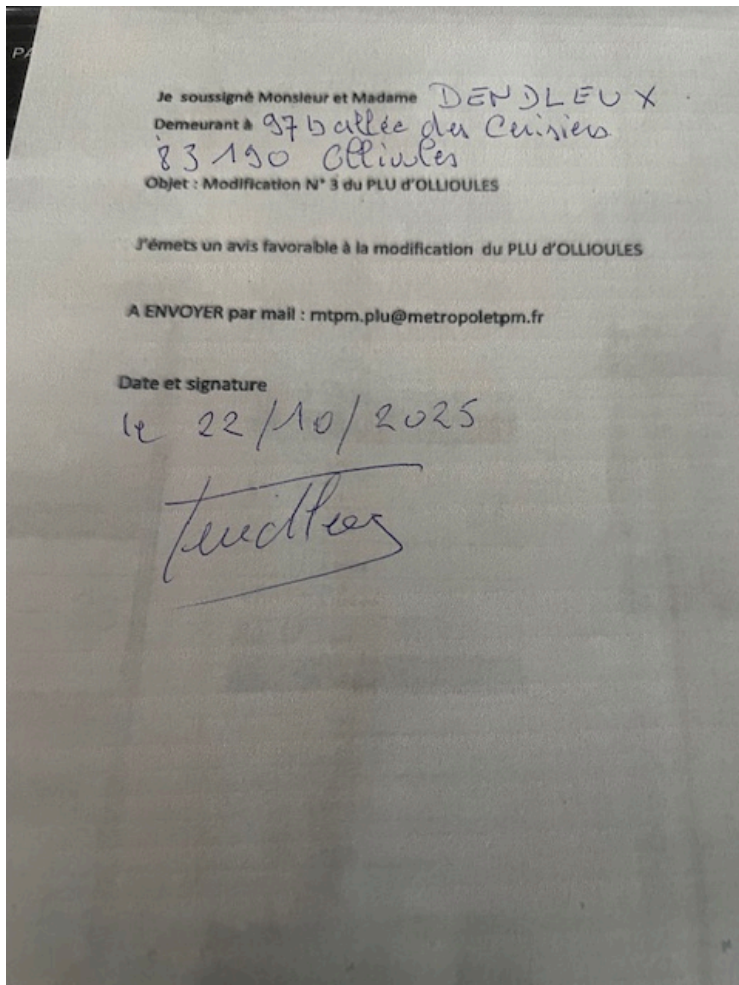 PA
Je soussigné Monsieur et Madame DENDLEUX
Demeurant à 97 b allée des Cerisiers
83190 Ollioules
Objet : Modification N° 3 du PLU d'OLLIOULES
J'émets un avis favorable à la modification du PLU d'OLLIOULES
A ENVOYER par mail : mtpm.plu@metropoletpm.fr
Date et signature
le 22/10/2025